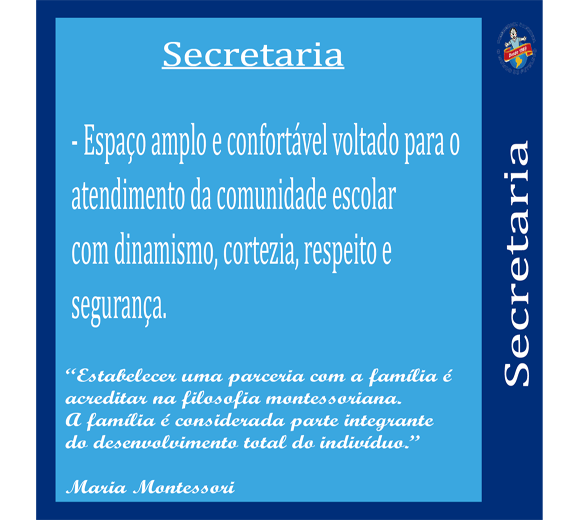 Secretaria
- Espaço amplo e confortável voltado para o
atendimento da comunidade escolar
com dinamismo, cortezia, respeito e
segurança.
“Estabelecer uma parceria com a família é
acreditar na filosofia montessoriana.
A família é considerada parte integrante
do desenvolvimento total do indivíduo.”
Maria Montessori
Secretaria